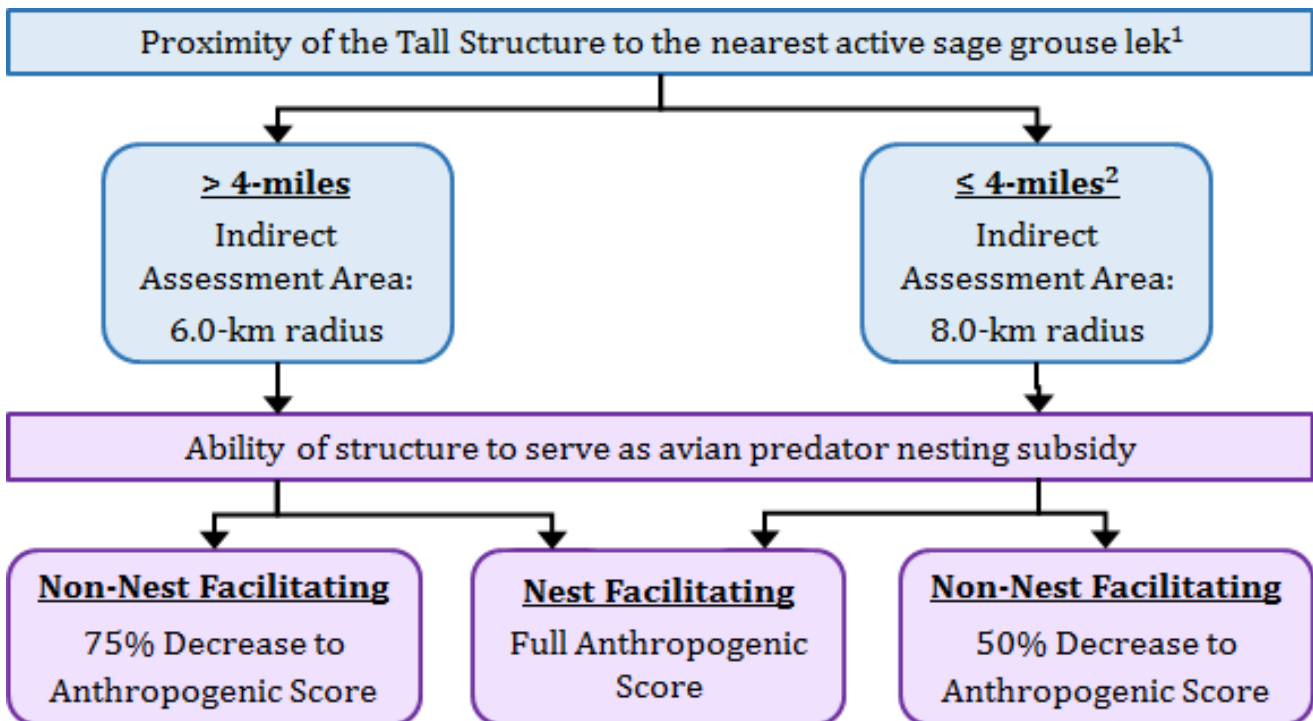 Proximity of the Tall Structure to the nearest active sage grouse lek¹
> 4-miles
Indirect
Assessment Area:
6.0-km radius
≤ 4-miles²
Indirect
Assessment Area:
8.0-km radius
Ability of structure to serve as avian predator nesting subsidy
Non-Nest Facilitating
75% Decrease to
Anthropogenic Score
Nest Facilitating
Full Anthropogenic
Score
Non-Nest Facilitating
50% Decrease to
Anthropogenic Score